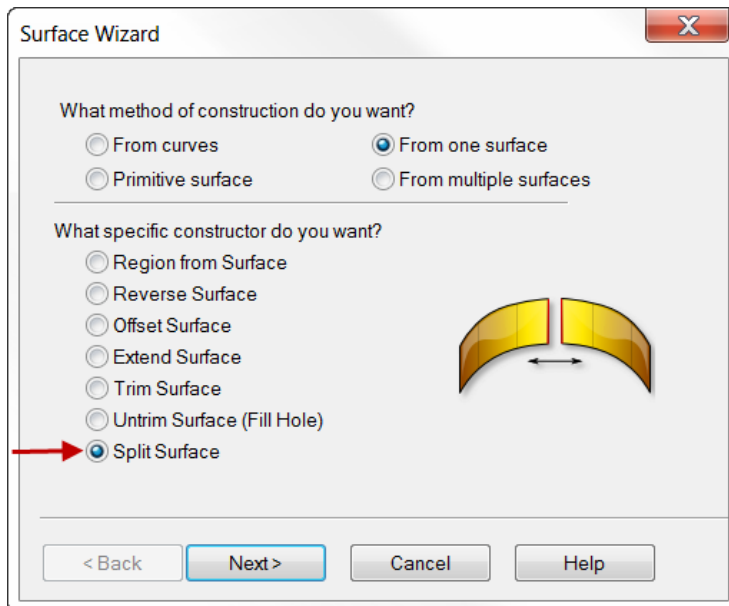 Surface Wizard
What method of construction do you want?
From curves From one surface
Primitive surface From multiple surfaces
What specific constructor do you want?
Region from Surface
Reverse Surface
Offset Surface
Extend Surface
Trim Surface
Untrim Surface (Fill Hole)
Split Surface
< Back Next > Cancel Help